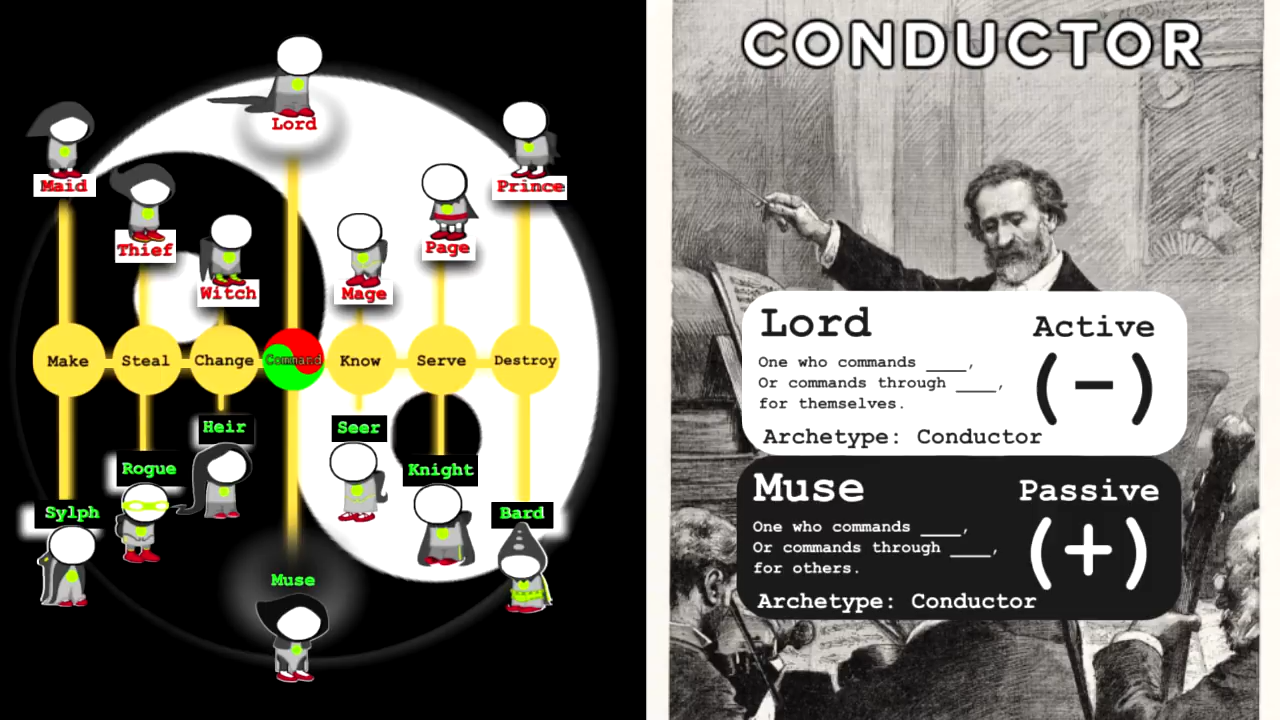 Lord
Maid
Prince
Thief
Page
Witch
Mage
Make
Steal
Change
Command
Know
Serve
Destroy
Heir
Seer
Rogue
Knight
Sylph
Bard
Muse
CONDUCTOR
Lord
Active
One who commands ____,
Or commands through ____,
for themselves.
(-)
Archetype: Conductor
Muse
Passive
One who commands ____,
Or commands through ____,
for others.
(+)
Archetype: Conductor